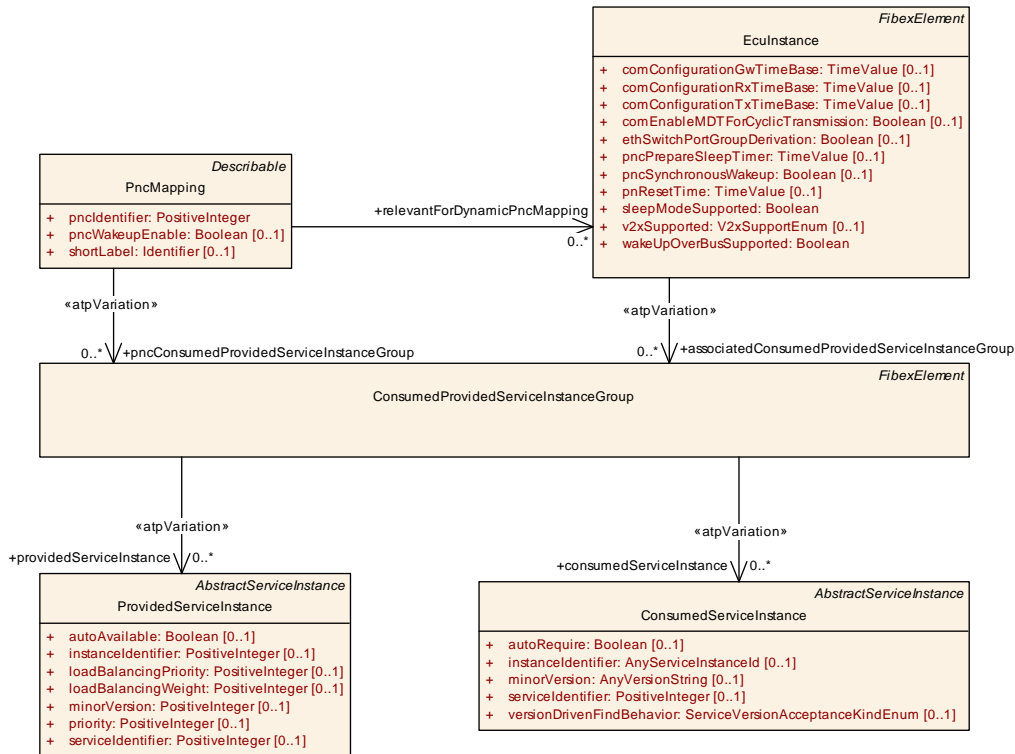 FibexElement
EcuInstance
+ comConfigurationGwTimeBase: TimeValue [0..1]
+ comConfigurationRxTimeBase: TimeValue [0..1]
+ comConfigurationTxTimeBase: TimeValue [0..1]
+ comEnableMDTForCyclicTransmission: Boolean [0..1]
+ ethSwitchPortGroupDerivation: Boolean [0..1]
+ pncPrepareSleepTimer: TimeValue [0..1]
+ pncSynchronousWakeup: Boolean [0..1]
+ pnResetTime: TimeValue [0..1]
+ sleepModeSupported: Boolean
+ v2xSupported: V2xSupportEnum [0..1]
+ wakeUpOverBusSupported: Boolean
Describable
PncMapping
+ pncIdentifier: PositiveInteger
+ pncWakeupEnable: Boolean [0..1]
+ shortLabel: Identifier [0..1]
+relevantForDynamicPncMapping
0..*
«atpVariation»
«atpVariation»
0..* +pncConsumedProvidedServiceInstanceGroup
0..* +associatedConsumedProvidedServiceInstanceGroup
FibexElement
ConsumedProvidedServiceInstanceGroup
«atpVariation»
«atpVariation»
+providedServiceInstance 0..*
+consumedServiceInstance 0..*
AbstractServiceInstance
ProvidedServiceInstance
+ autoAvailable: Boolean [0..1]
+ instanceIdentifier: PositiveInteger [0..1]
+ loadBalancingPriority: PositiveInteger [0..1]
+ loadBalancingWeight: PositiveInteger [0..1]
+ minorVersion: PositiveInteger [0..1]
+ priority: PositiveInteger [0..1]
+ serviceIdentifier: PositiveInteger [0..1]
AbstractServiceInstance
ConsumedServiceInstance
+ autoRequire: Boolean [0..1]
+ instanceIdentifier: AnyServiceInstanceId [0..1]
+ minorVersion: AnyVersionString [0..1]
+ serviceIdentifier: PositiveInteger [0..1]
+ versionDrivenFindBehavior: ServiceVersionAcceptanceKindEnum [0..1]